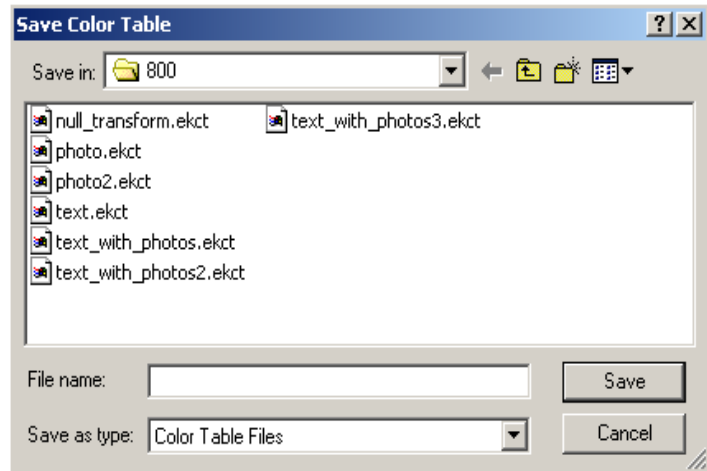 Save Color Table
Save in: 800
null_transform.ekct text_with_photos3.ekct
photo.ekct
photo2.ekct
text.ekct
text_with_photos.ekct
text_with_photos2.ekct
File name: Save
Save as type: Color Table Files Cancel